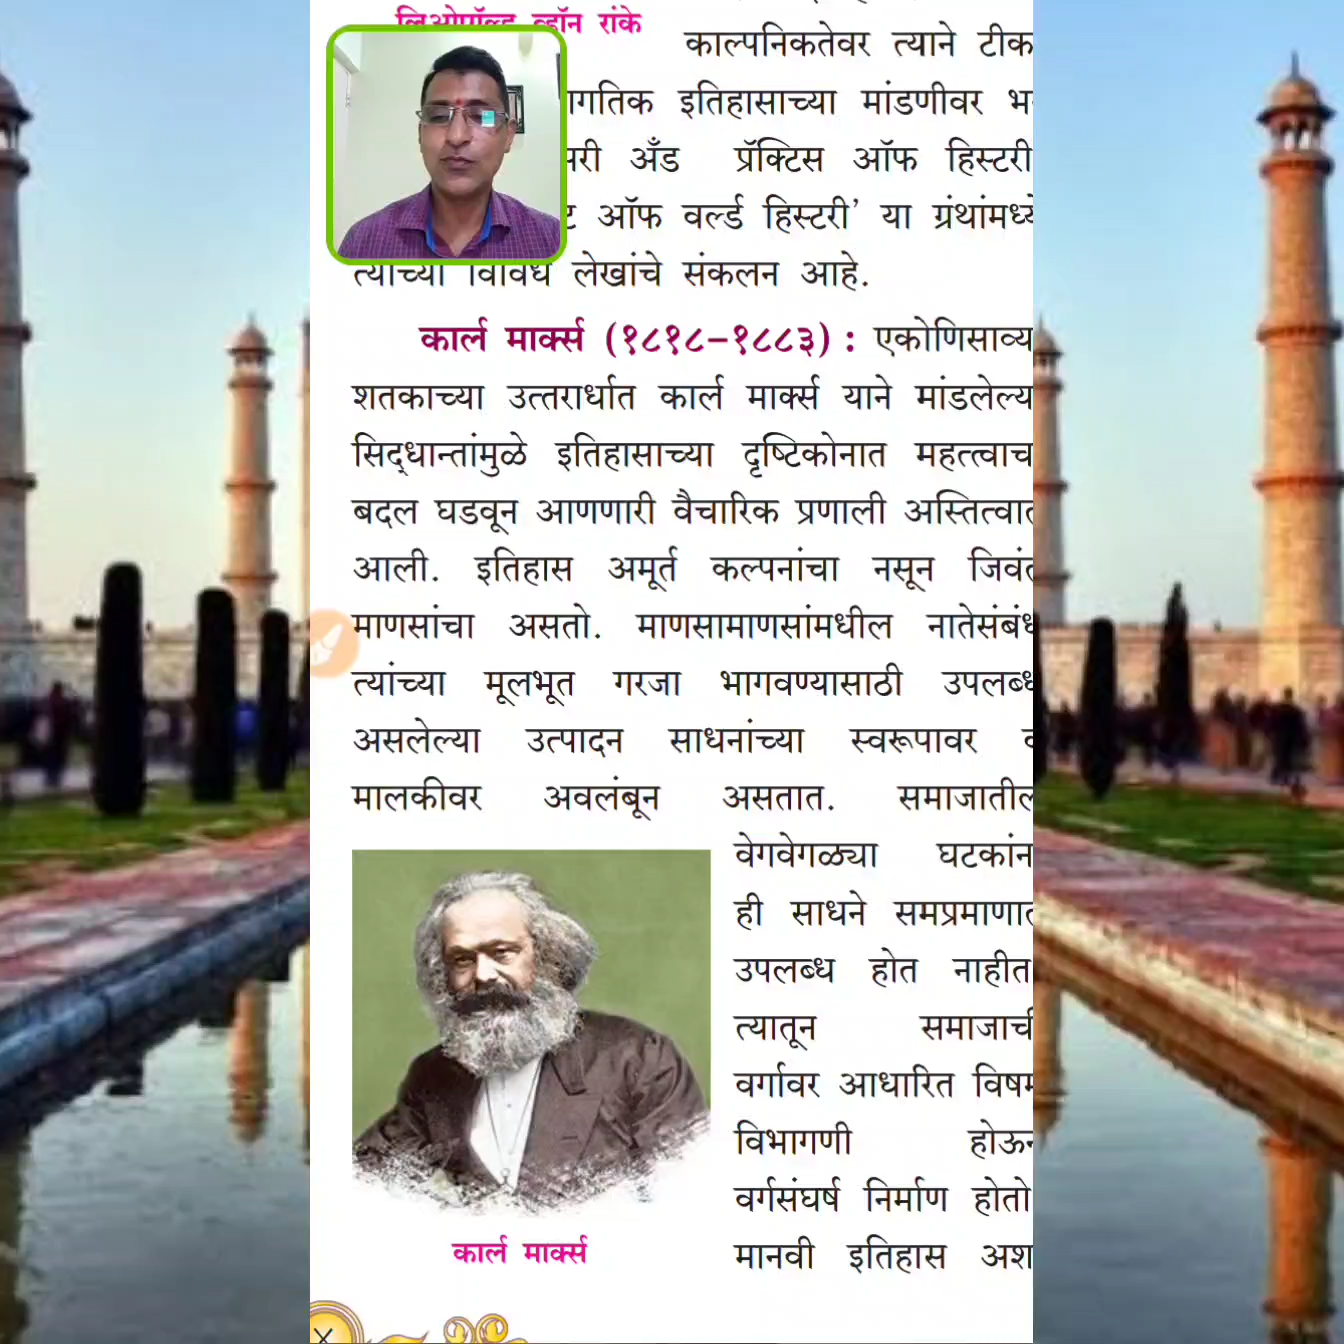 लिओपॉल्ड व्हॉन रांके
काल्पनिकतेवर त्याने टीक
ागतिक इतिहासाच्या मांडणीवर भ
अँड प्रॅक्टिस ऑफ हिस्टरी
ऑफ वर्ल्ड हिस्टरी’ या ग्रंथांमध्ये
त्यांच्या विविध लेखांचे संकलन आहे.
कार्ल मार्क्स (१८१८–१८८३) : एकोणिसाव्य
शतकाच्या उत्तरार्धात कार्ल मार्क्स याने मांडलेल्य
सिद्धान्तांमुळे इतिहासाच्या दृष्टिकोनात महत्त्वाच
बदल घडवून आणणारी वैचारिक प्रणाली अस्तित्वात
आली. इतिहास अमूर्त कल्पनांचा नसून जिवंत
माणसांचा असतो. माणसामाणसांमधील नातेसंबंध
त्यांच्या मूलभूत गरजा भागवण्यासाठी उपलब्ध
असलेल्या उत्पादन साधनांच्या स्वरूपावर व
मालकीवर अवलंबून असतात. समाजातील
वेगवेगळ्या घटकांन
ही साधने समप्रमाणात
उपलब्ध होत नाहीत
त्यातून समाजाची
वर्गावर आधारित विषम
विभागणी होऊन
वर्गसंघर्ष निर्माण होतो
मानवी इतिहास अश
कार्ल मार्क्स